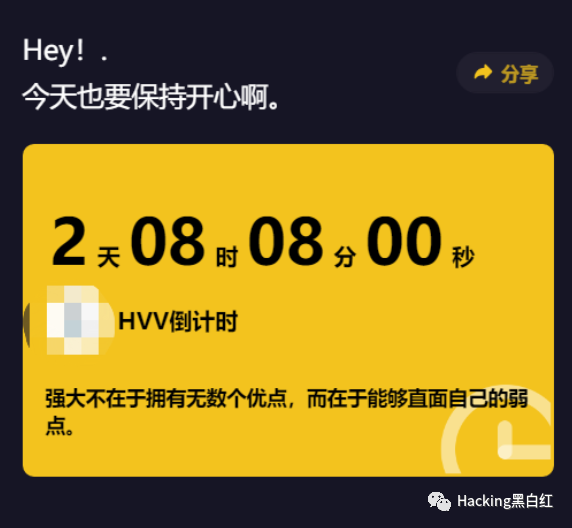 Hey！.
今天也要保持开心啊。
分享
2 天 08 时 08 分 00 秒
HVV倒计时
强大不在于拥有无数个优点，而在于能够直面自己的弱
点。
Hacking黑白红